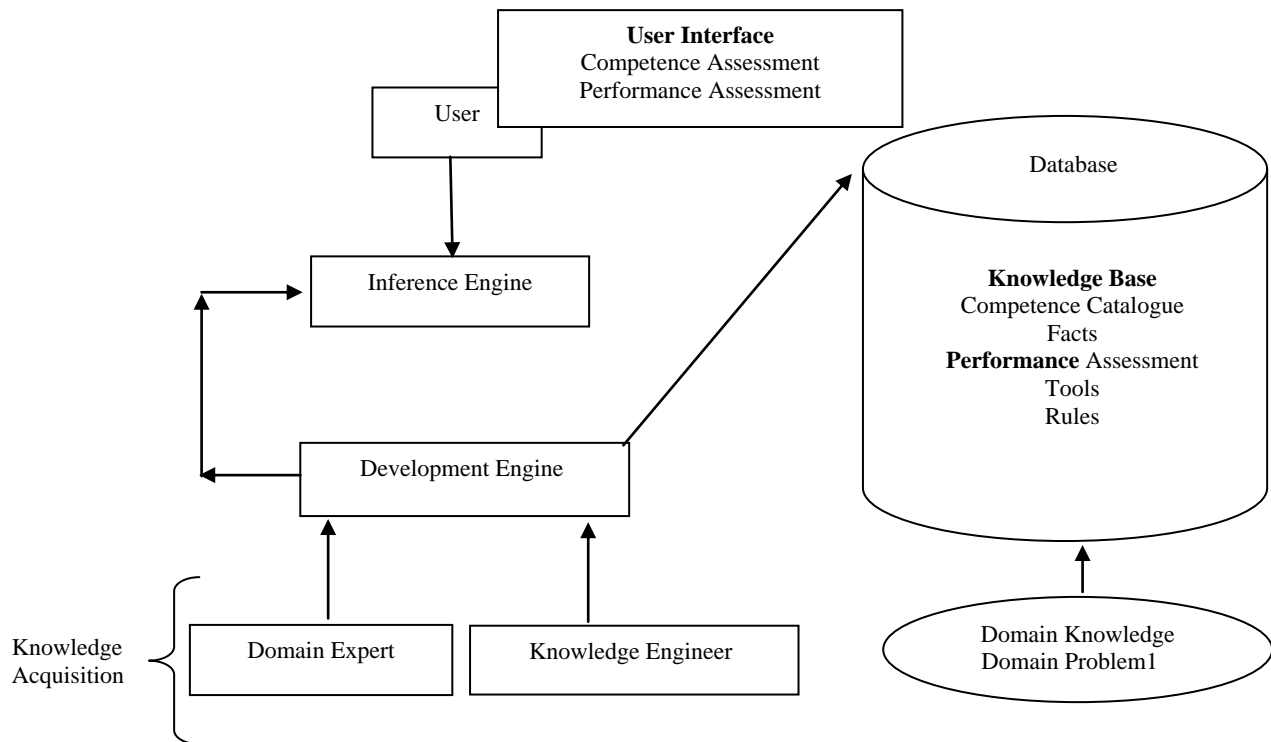 User Interface
Competence Assessment
Performance Assessment
User
Database
Inference Engine
Knowledge Base
Competence Catalogue
Facts
Performance Assessment
Tools
Rules
Development Engine
Knowledge
Acquisition
Domain Expert
Knowledge Engineer
Domain Knowledge
Domain Problem1